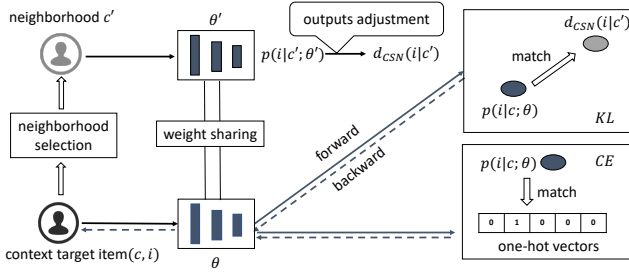 neighborhood c′
θ′
outputs adjustment
p(i|c′; θ′)
d_CSN(i|c′)
d_CSN(i|c′)
match
p(i|c; θ)
KL
neighborhood
selection
weight sharing
forward
backward
p(i|c; θ)
CE
match
0 1 0 0 0
one-hot vectors
context target item(c, i)
θ